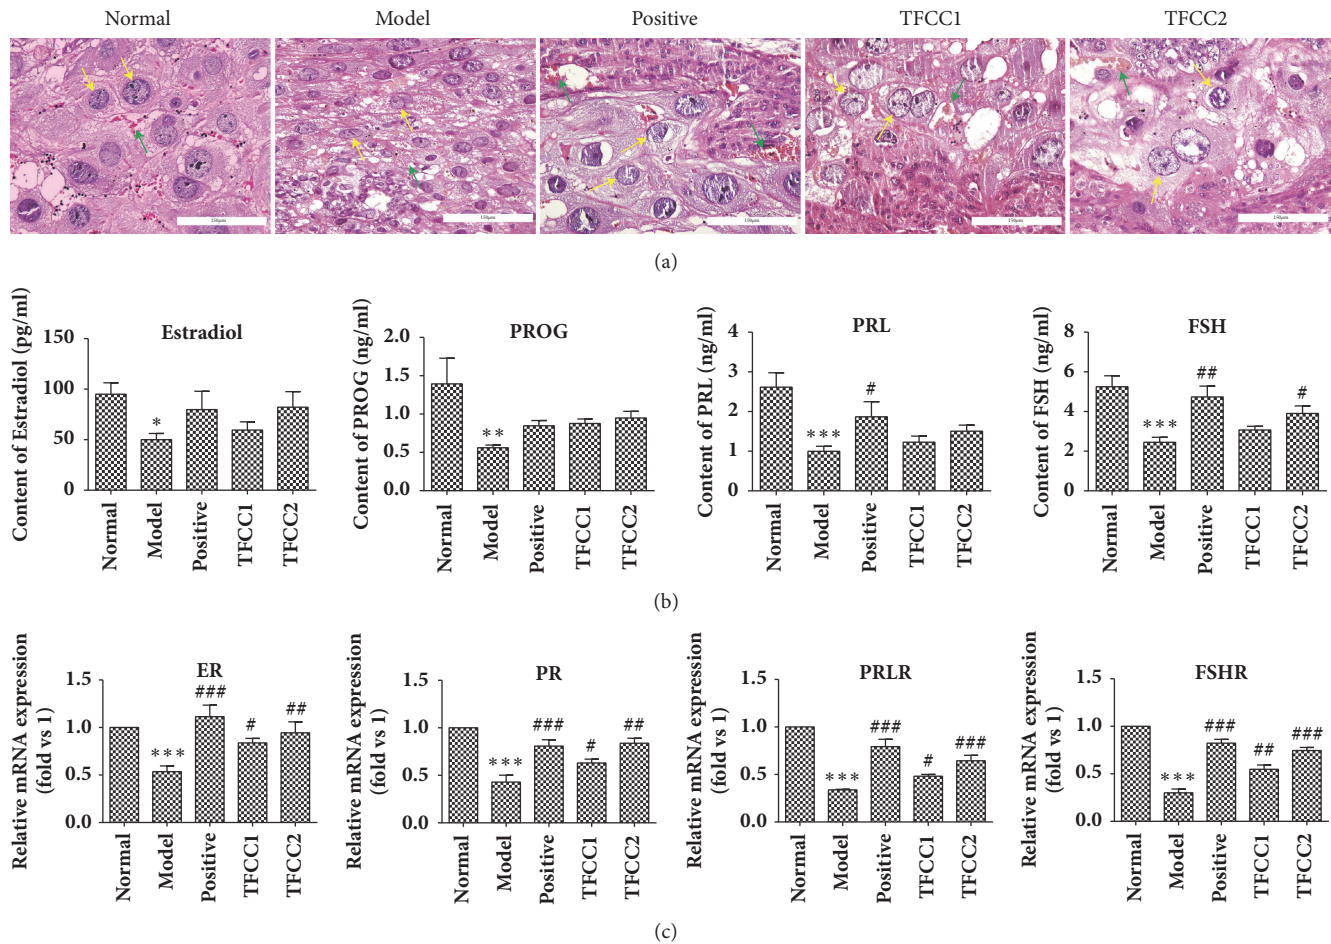 Normal Model Positive TFCC1 TFCC2
150μm 150μm 150μm 150μm 150μm
(a)
Content of Estradiol (pg/ml)
Estradiol
150
100
50
0
*
Normal Model Positive TFCC1 TFCC2
Content of PROG (ng/ml)
PROG
2.0
1.5
1.0
0.5
0.0
**
Normal Model Positive TFCC1 TFCC2
Content of PRL (ng/ml)
PRL
4
3
2
1
0
***
#
Normal Model Positive TFCC1 TFCC2
Content of FSH (ng/ml)
FSH
8
6
4
2
0
***
##
#
Normal Model Positive TFCC1 TFCC2
(b)
Relative mRNA expression
(fold vs 1)
ER
1.5
1.0
0.5
0.0
***
###
#
##
Normal Model Positive TFCC1 TFCC2
Relative mRNA expression
(fold vs 1)
PR
1.5
1.0
0.5
0.0
***
###
#
##
Normal Model Positive TFCC1 TFCC2
Relative mRNA expression
(fold vs 1)
PRLR
1.5
1.0
0.5
0.0
***
###
#
###
Normal Model Positive TFCC1 TFCC2
Relative mRNA expression
(fold vs 1)
FSHR
1.5
1.0
0.5
0.0
***
###
##
###
Normal Model Positive TFCC1 TFCC2
(c)